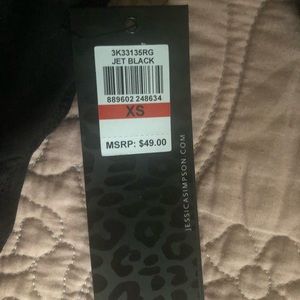 3K33135RG
JET BLACK
889602 248634
XS
MSRP: $49.00
JESSICASIMPSON.COM